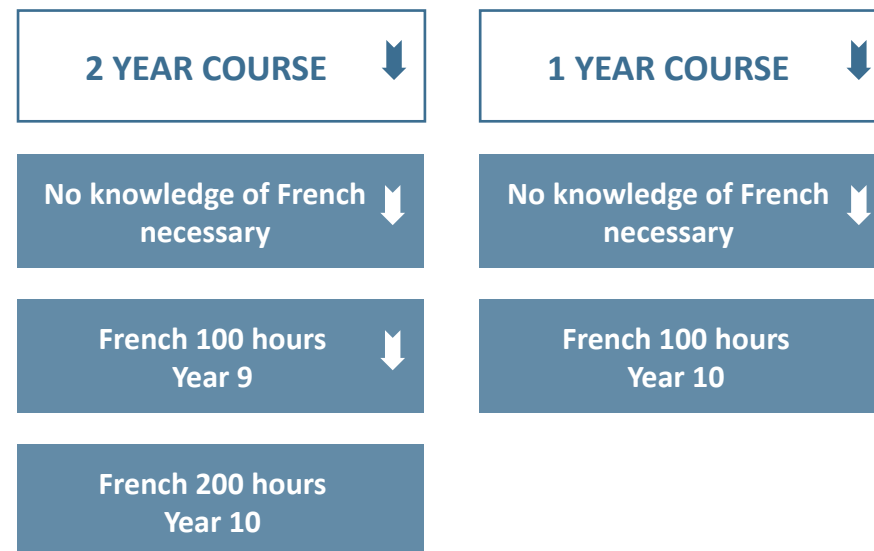 2 YEAR COURSE
No knowledge of French
necessary
French 100 hours
Year 9
French 200 hours
Year 10
1 YEAR COURSE
No knowledge of French
necessary
French 100 hours
Year 10